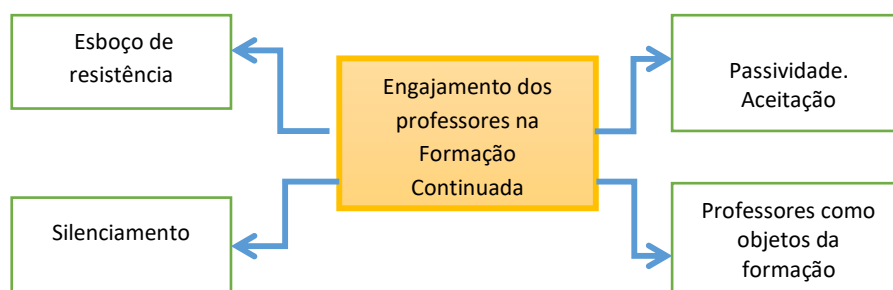 Esboço de
resistência
Engajamento dos
professores na
Formação
Continuada
Passividade.
Aceitação
Silenciamento
Professores como
objetos da
formação